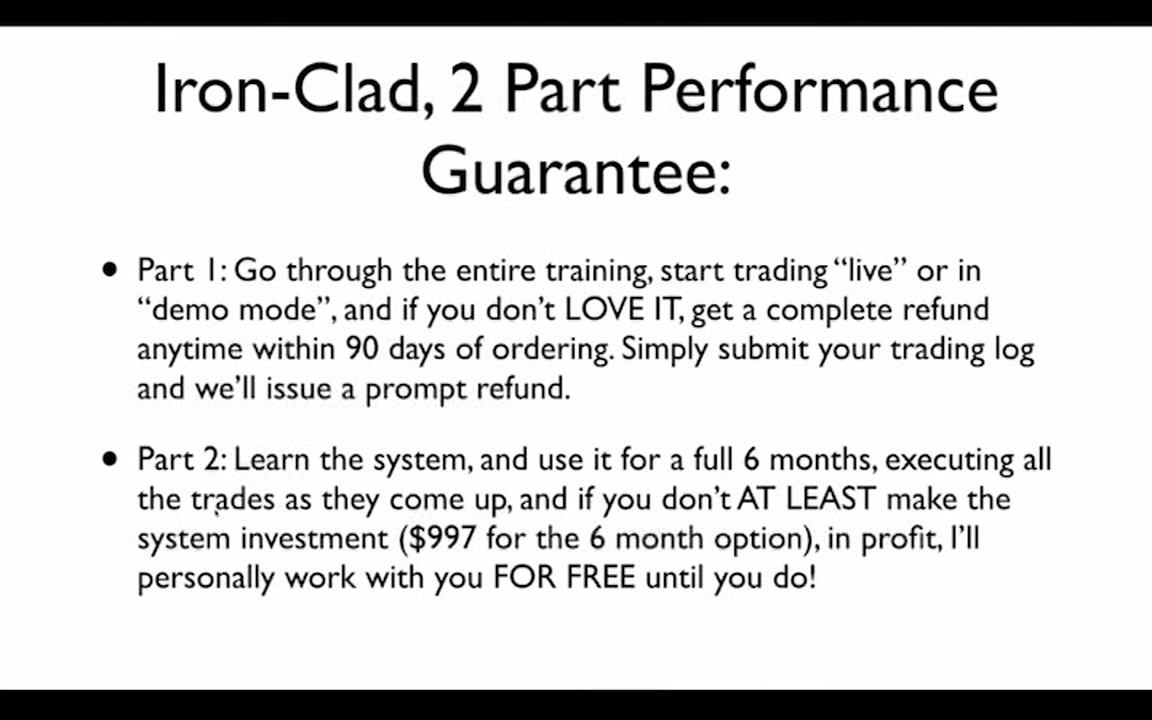 Iron-Clad, 2 Part Performance
Guarantee:
• Part 1: Go through the entire training, start trading “live” or in
“demo mode”, and if you don’t LOVE IT, get a complete refund
anytime within 90 days of ordering. Simply submit your trading log
and we’ll issue a prompt refund.
• Part 2: Learn the system, and use it for a full 6 months, executing all
the trades as they come up, and if you don’t AT LEAST make the
system investment ($997 for the 6 month option), in profit, I’ll
personally work with you FOR FREE until you do!